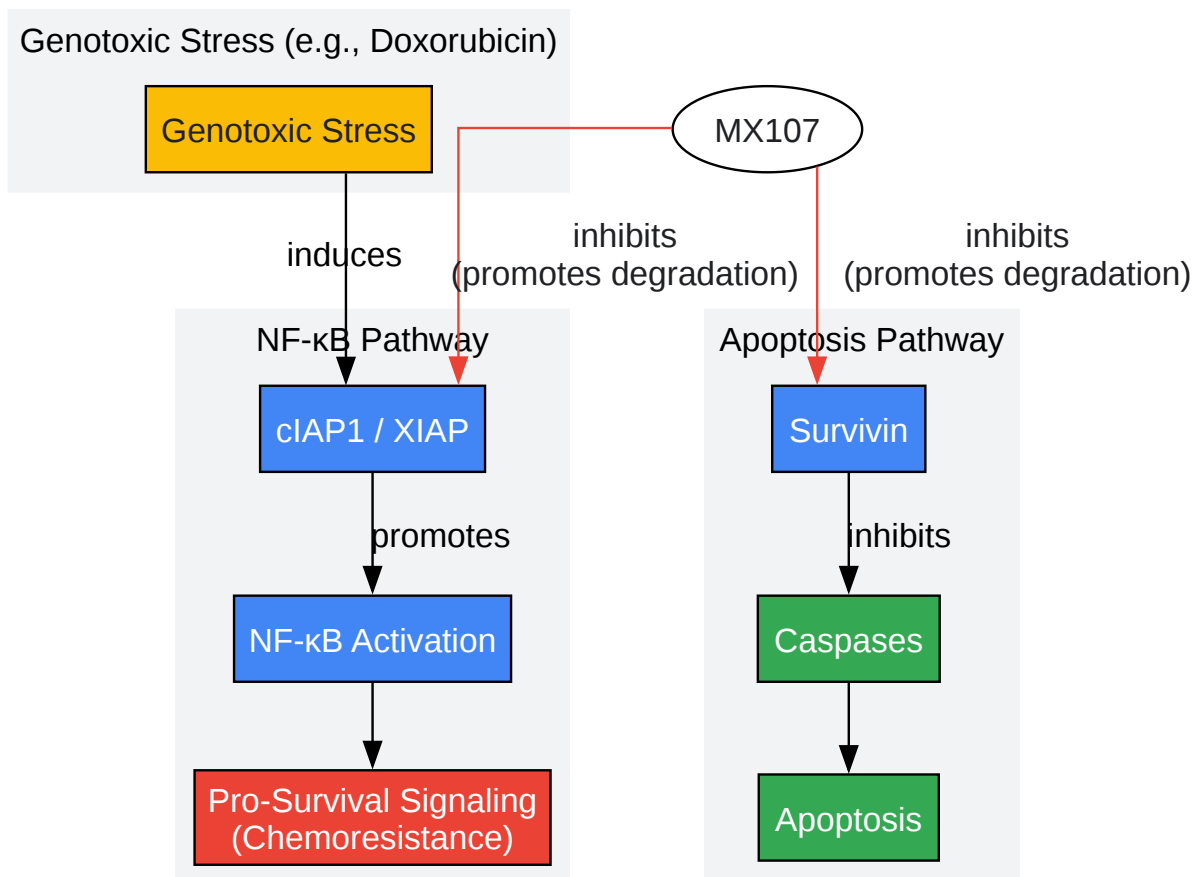 Genotoxic Stress (e.g., Doxorubicin)
Genotoxic Stress
MX107
induces
inhibits
(promotes degradation)
inhibits
(promotes degradation)
NF-κB Pathway
Apoptosis Pathway
cIAP1 / XIAP
Survivin
promotes
inhibits
NF-κB Activation
Caspases
Pro-Survival Signaling
(Chemoresistance)
Apoptosis